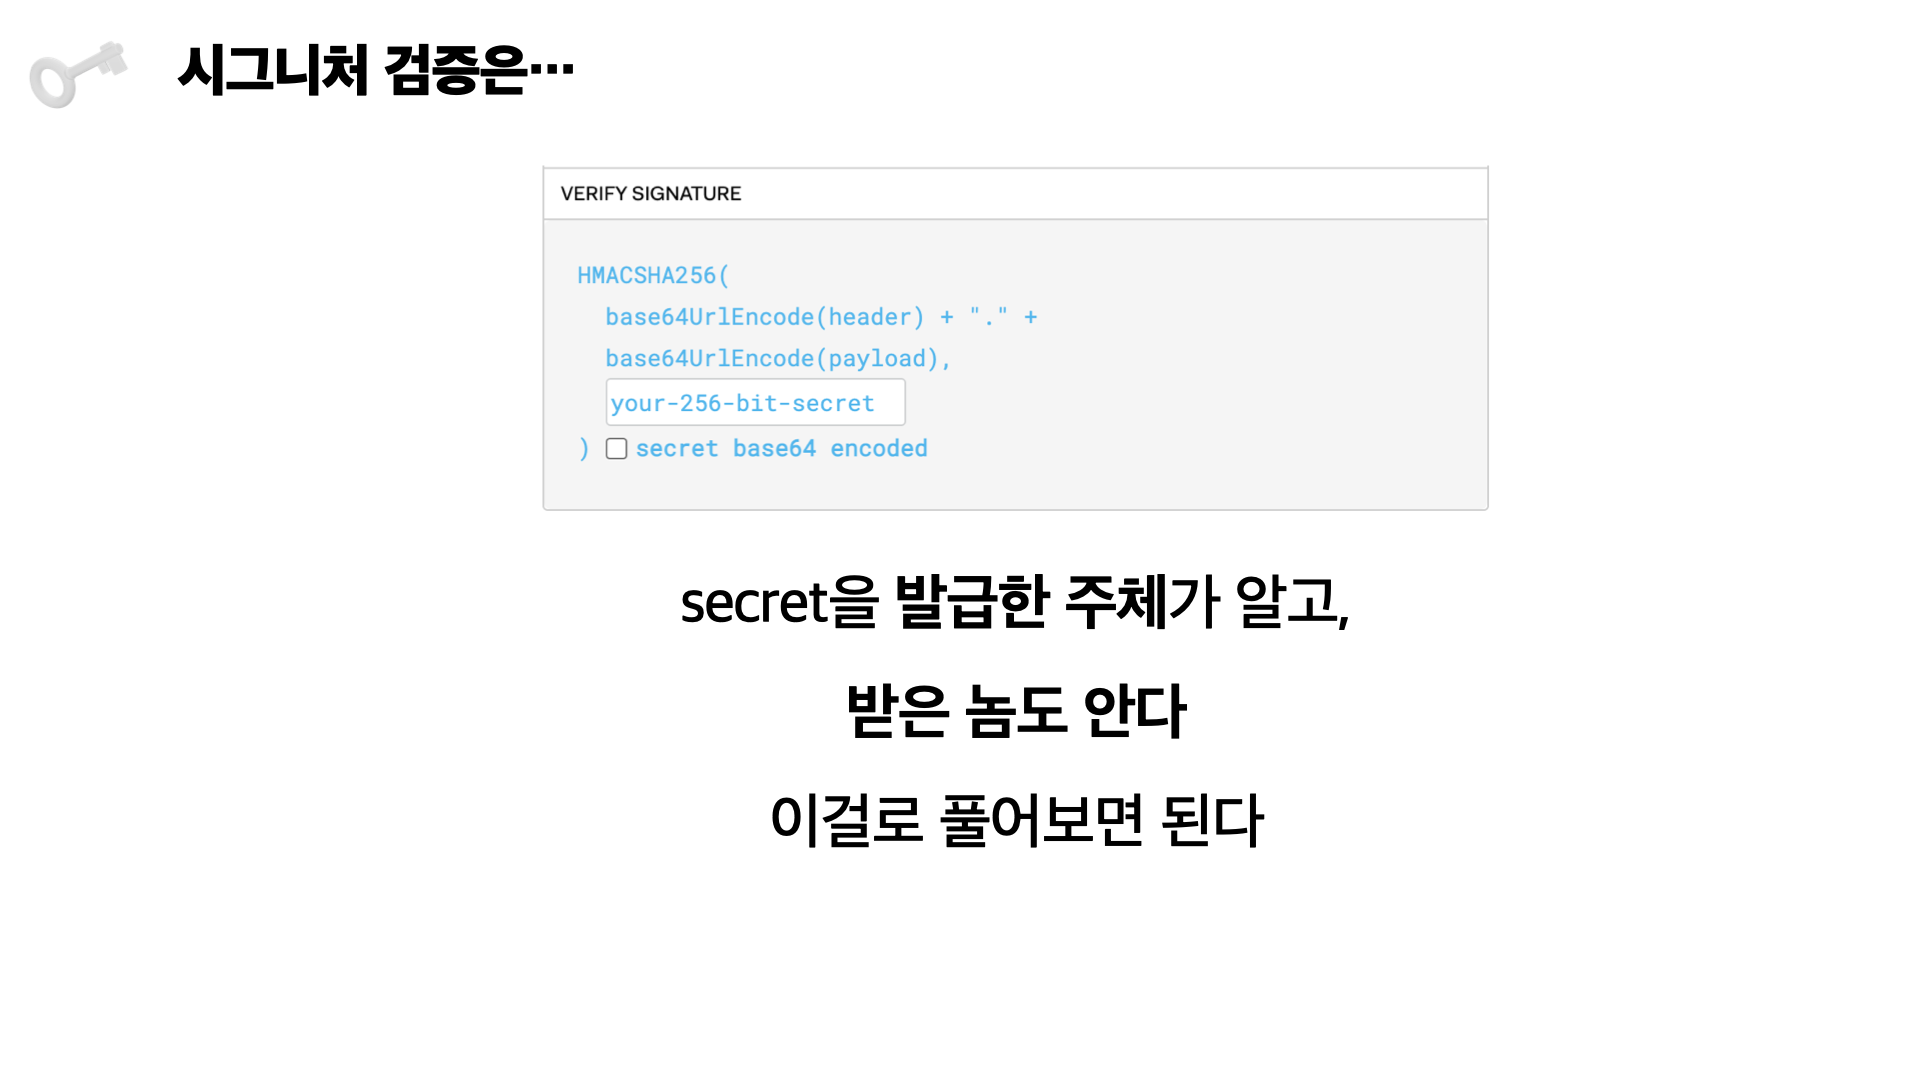 시그니처 검증은…
VERIFY SIGNATURE
HMACSHA256(
base64UrlEncode(header) + "." +
base64UrlEncode(payload),
your-256-bit-secret
) secret base64 encoded
secret을 발급한 주체가 알고,
받은 놈도 안다
이걸로 풀어보면 된다